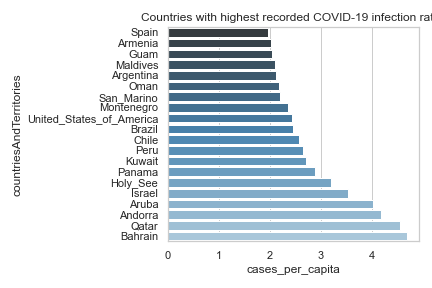 Countries with highest recorded COVID-19 infection rat
Spain
Armenia
Guam
Maldives
Argentina
Oman
San_Marino
Montenegro
United_States_of_America
Brazil
Chile
Peru
Kuwait
Panama
Holy_See
Israel
Aruba
Andorra
Qatar
Bahrain
countriesAndTerritories
0 1 2 3 4
cases_per_capita